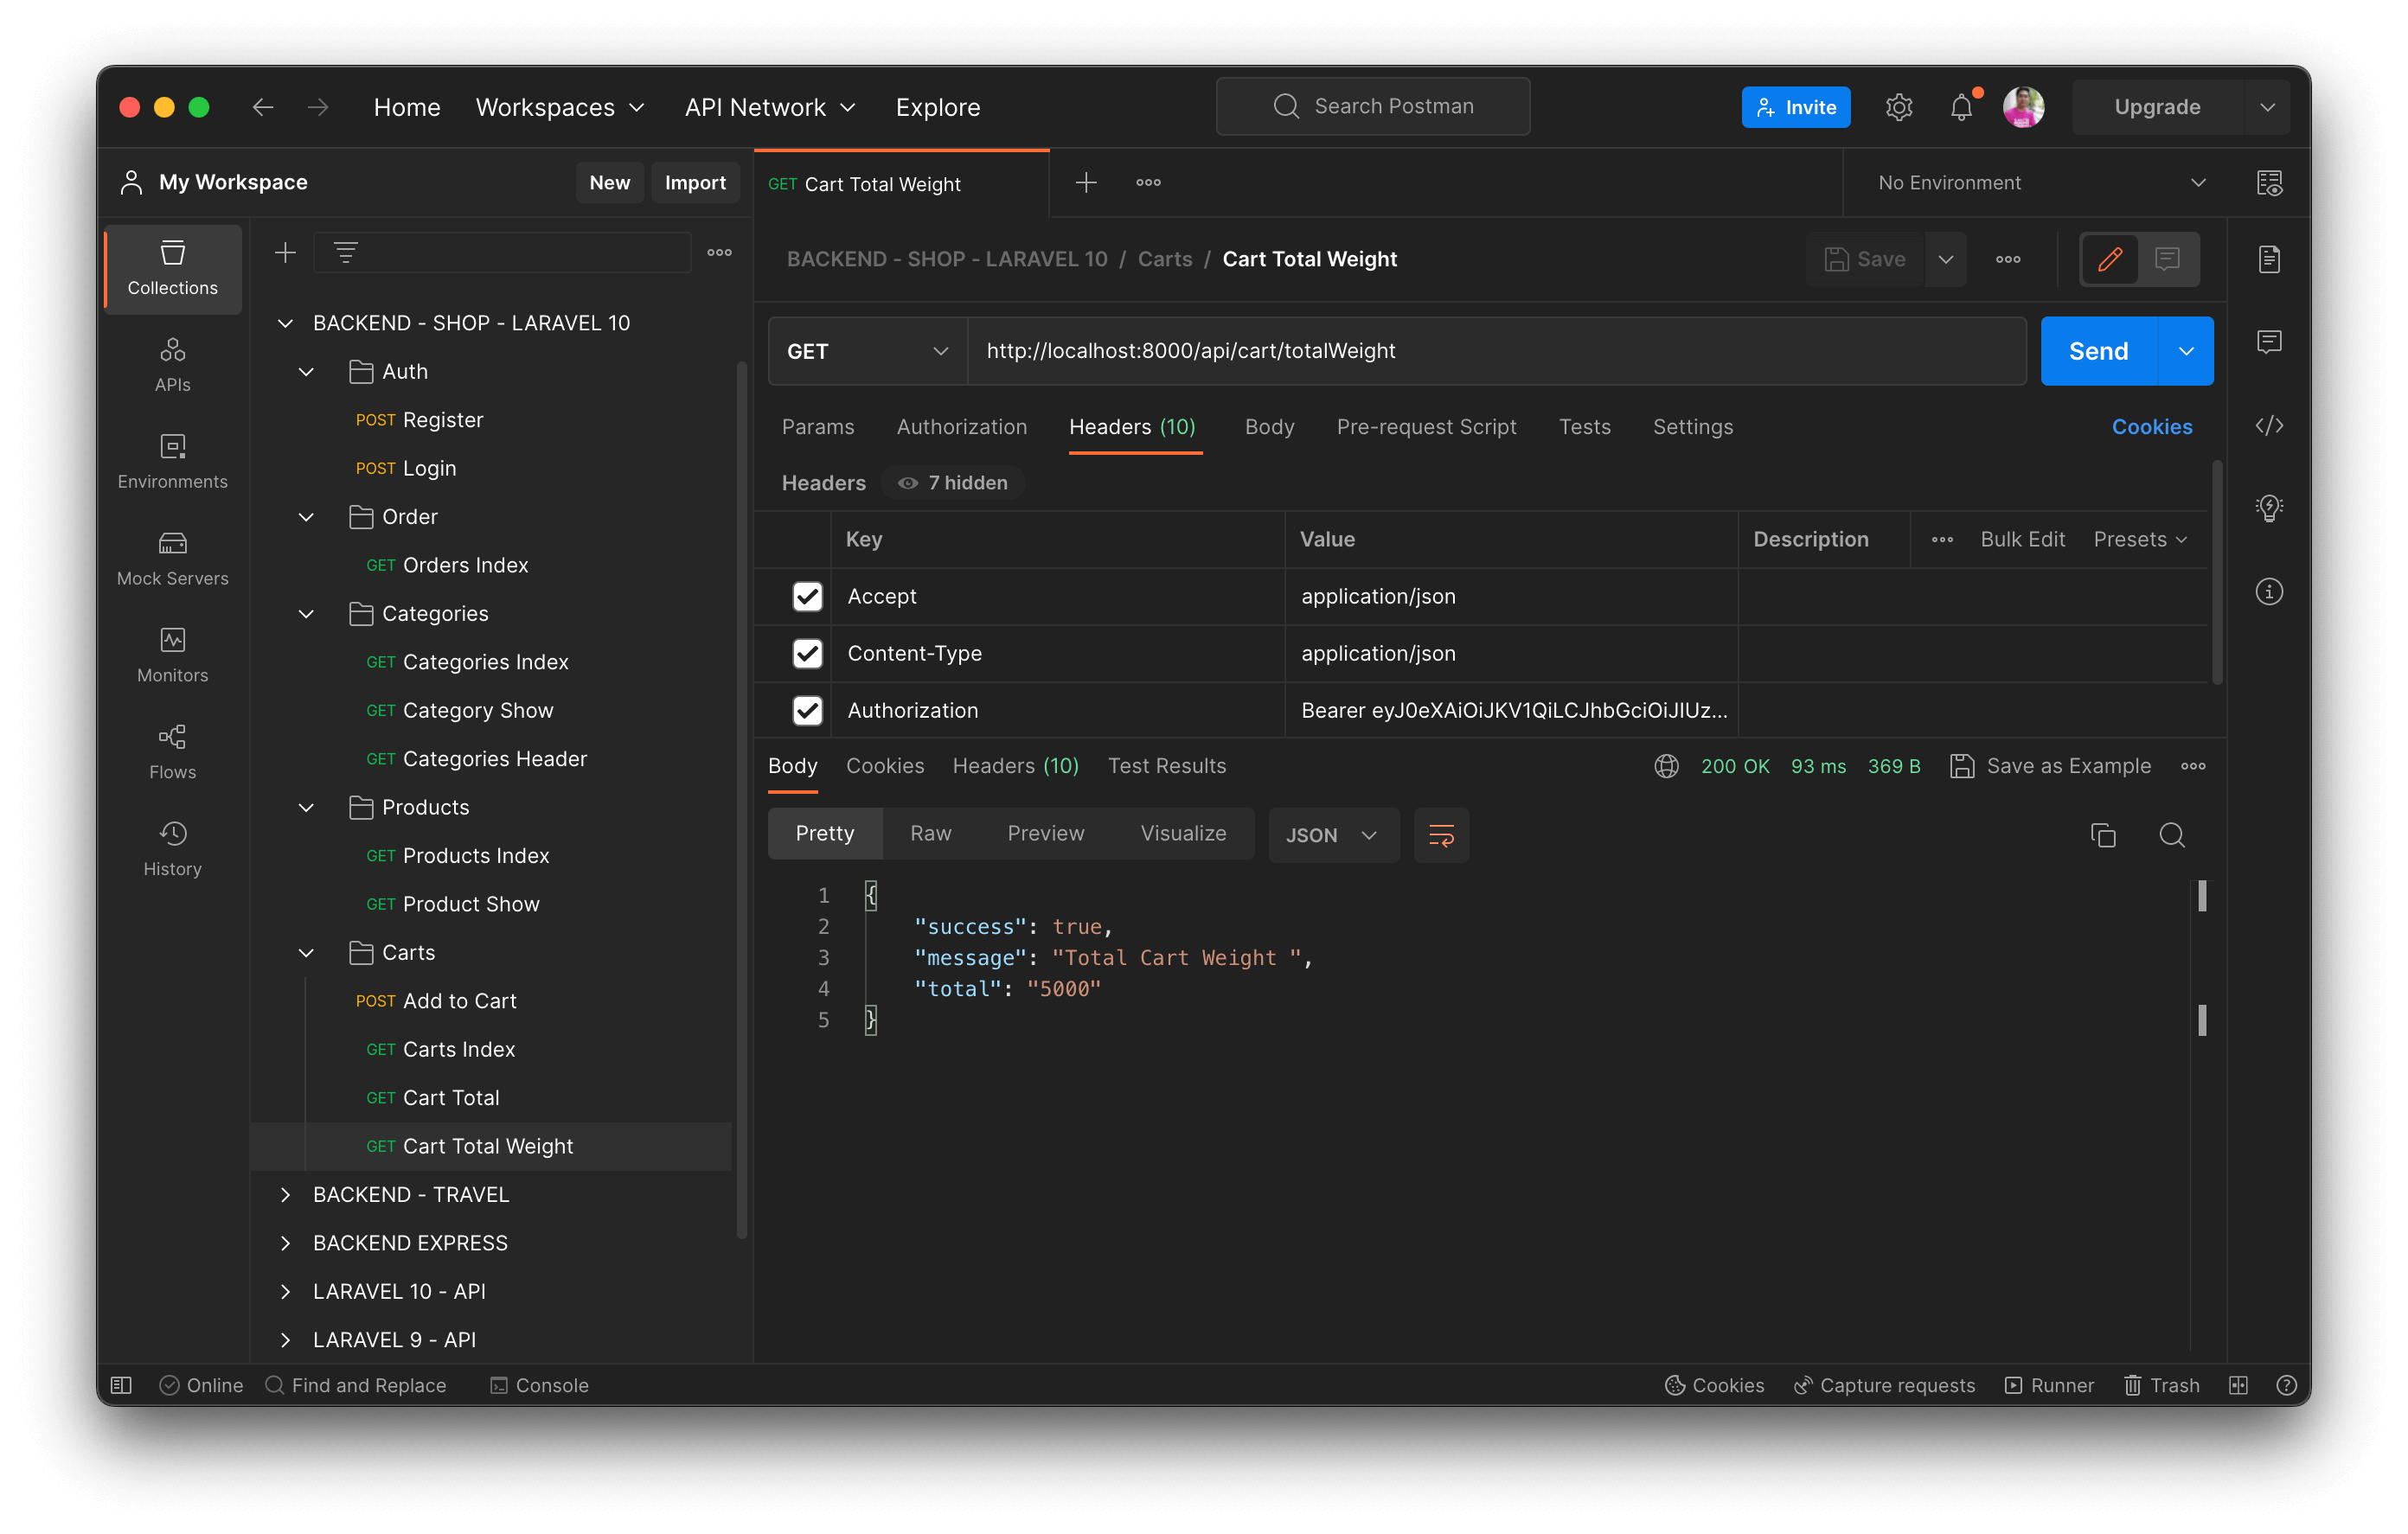 Home Workspaces API Network Explore Search Postman Invite Upgrade
My Workspace New Import
GET Cart Total Weight No Environment
Collections
APIs
Environments
Mock Servers
Monitors
Flows
History
BACKEND - SHOP - LARAVEL 10
Auth
POST Register
POST Login
Order
GET Orders Index
Categories
GET Categories Index
GET Category Show
GET Categories Header
Products
GET Products Index
GET Product Show
Carts
POST Add to Cart
GET Carts Index
GET Cart Total
GET Cart Total Weight
BACKEND - TRAVEL
BACKEND EXPRESS
LARAVEL 10 - API
LARAVEL 9 - API
BACKEND - SHOP - LARAVEL 10 / Carts / Cart Total Weight Save
GET http://localhost:8000/api/cart/totalWeight Send
Params Authorization Headers (10) Body Pre-request Script Tests Settings Cookies
Headers 7 hidden
Key Value Description Bulk Edit Presets
Accept application/json
Content-Type application/json
Authorization Bearer eyJ0eXAiOiJKV1QiLCJhbGciOiJIUz...
Body Cookies Headers (10) Test Results 200 OK 93 ms 369 B Save as Example
Pretty Raw Preview Visualize JSON
1 {
2 "success": true,
3 "message": "Total Cart Weight ",
4 "total": "5000"
5 }
Online Find and Replace Console Cookies Capture requests Runner Trash